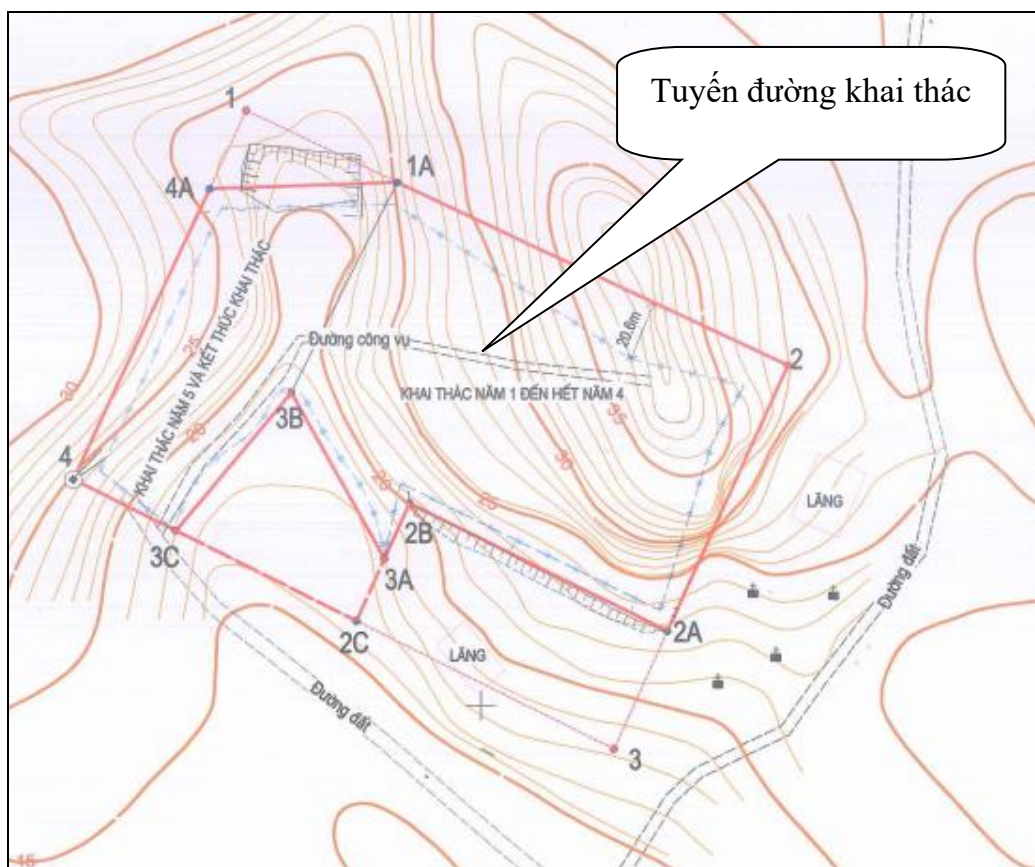 Tuyến đường khai thác
1
1A
4A
20,6m
Đường công vụ
2
KHAI THÁC NĂM 1 ĐẾN HẾT NĂM 4
KHAI THÁC NĂM 5 VÀ KẾT THÚC KHAI THÁC
25
30
20
35
3B
30
4
20
25
2B
LĂNG
3C
3A
Đường đất
2A
2C
LĂNG
Đường đất
3
15